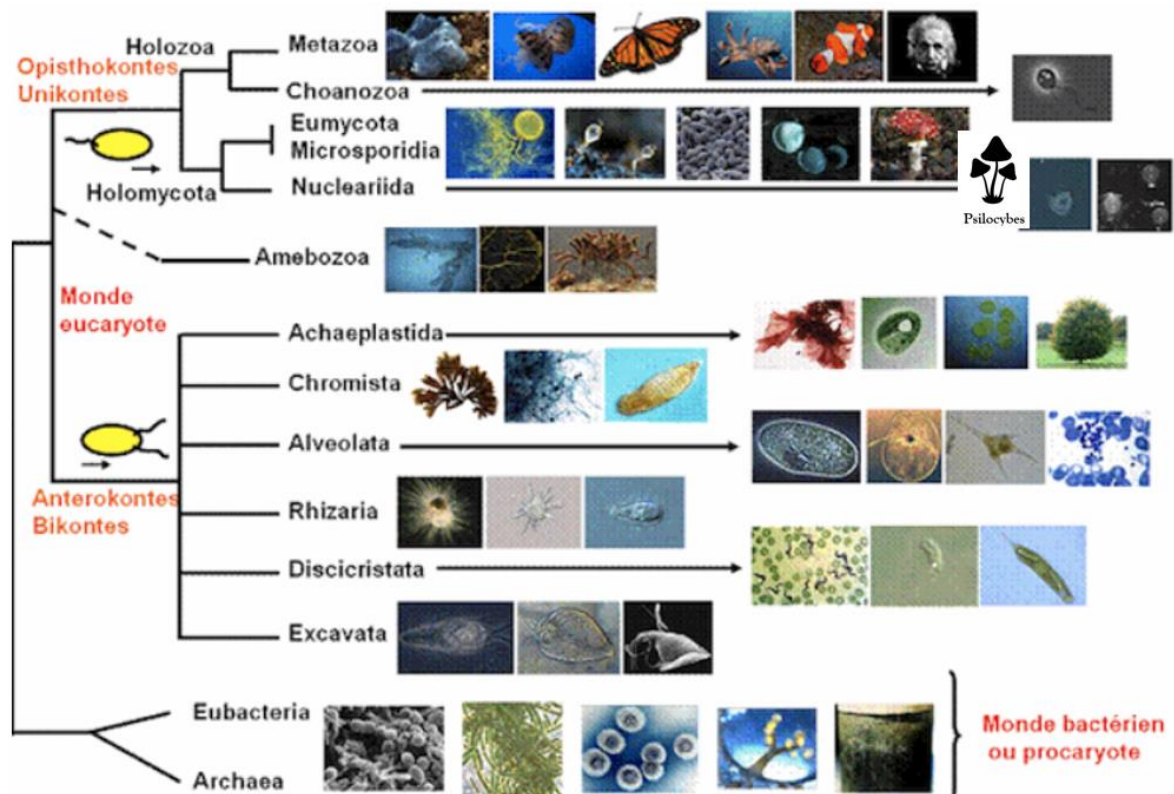 Holozoa
Metazoa
Opisthokontes
Unikontes
Choanozoa
Eumycota
Microsporidia
Holomycota
Nucleariida
Psilocybes
Amebozoa
Monde
eucaryote
Achaeplastida
Chromista
Alveolata
Anterokontes
Bikontes
Rhizaria
Discicristata
Excavata
Eubacteria
Archaea
Monde bactérien
ou procaryote